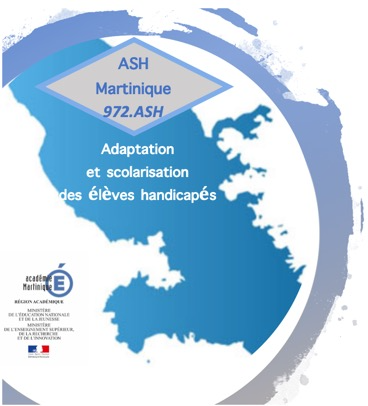 ASH
Martinique
972.ASH
Adaptation
et scolarisation
des élèves handicapés
académie
Martinique
É
RÉGION ACADÉMIQUE
MINISTÈRE
DE L'ÉDUCATION NATIONALE
ET DE LA JEUNESSE
MINISTÈRE
DE L'ENSEIGNEMENT SUPÉRIEUR,
DE LA RECHERCHE
ET DE L'INNOVATION